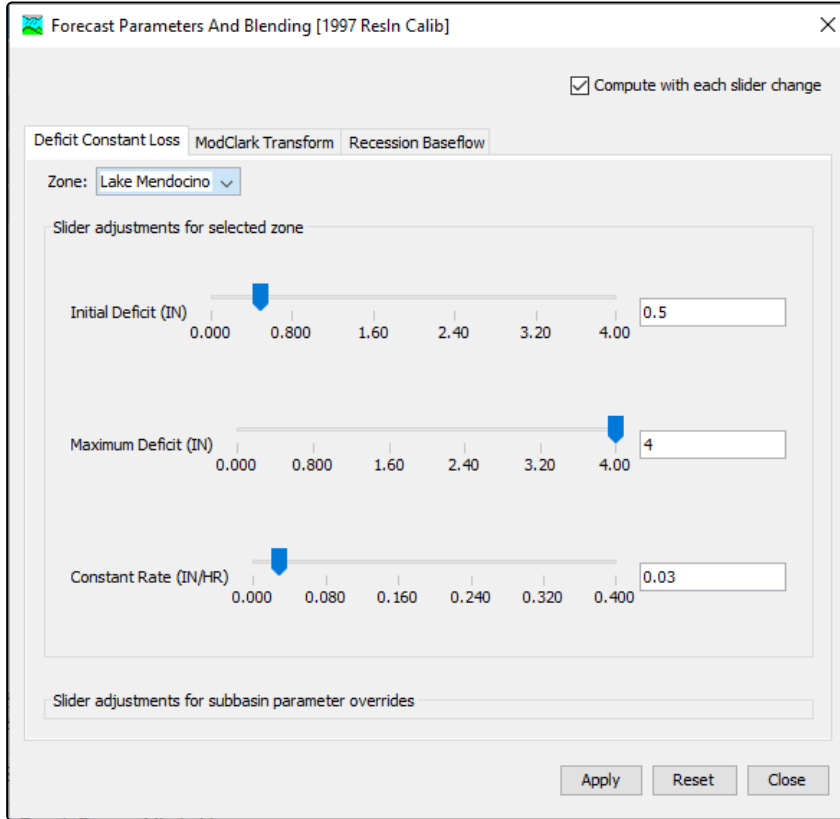 Forecast Parameters And Blending [1997 ResIn Calib]
Compute with each slider change
Deficit Constant Loss ModClark Transform Recession Baseflow
Zone: Lake Mendocino
Slider adjustments for selected zone
Initial Deficit (IN) 0.5
0.000 0.800 1.60 2.40 3.20 4.00
Maximum Deficit (IN) 4
0.000 0.800 1.60 2.40 3.20 4.00
Constant Rate (IN/HR) 0.03
0.000 0.080 0.160 0.240 0.320 0.400
Slider adjustments for subbasin parameter overrides
Apply Reset Close